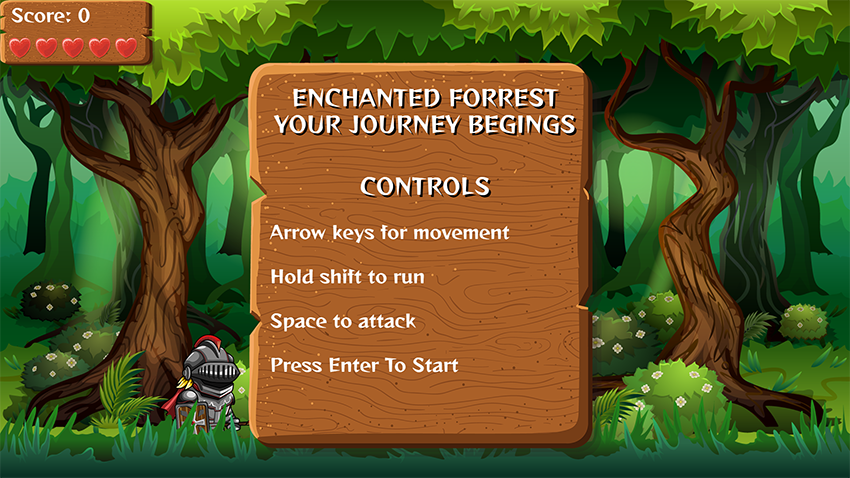 Score: 0
ENCHANTED FORREST
YOUR JOURNEY BEGINGS
CONTROLS
Arrow keys for movement
Hold shift to run
Space to attack
Press Enter To Start